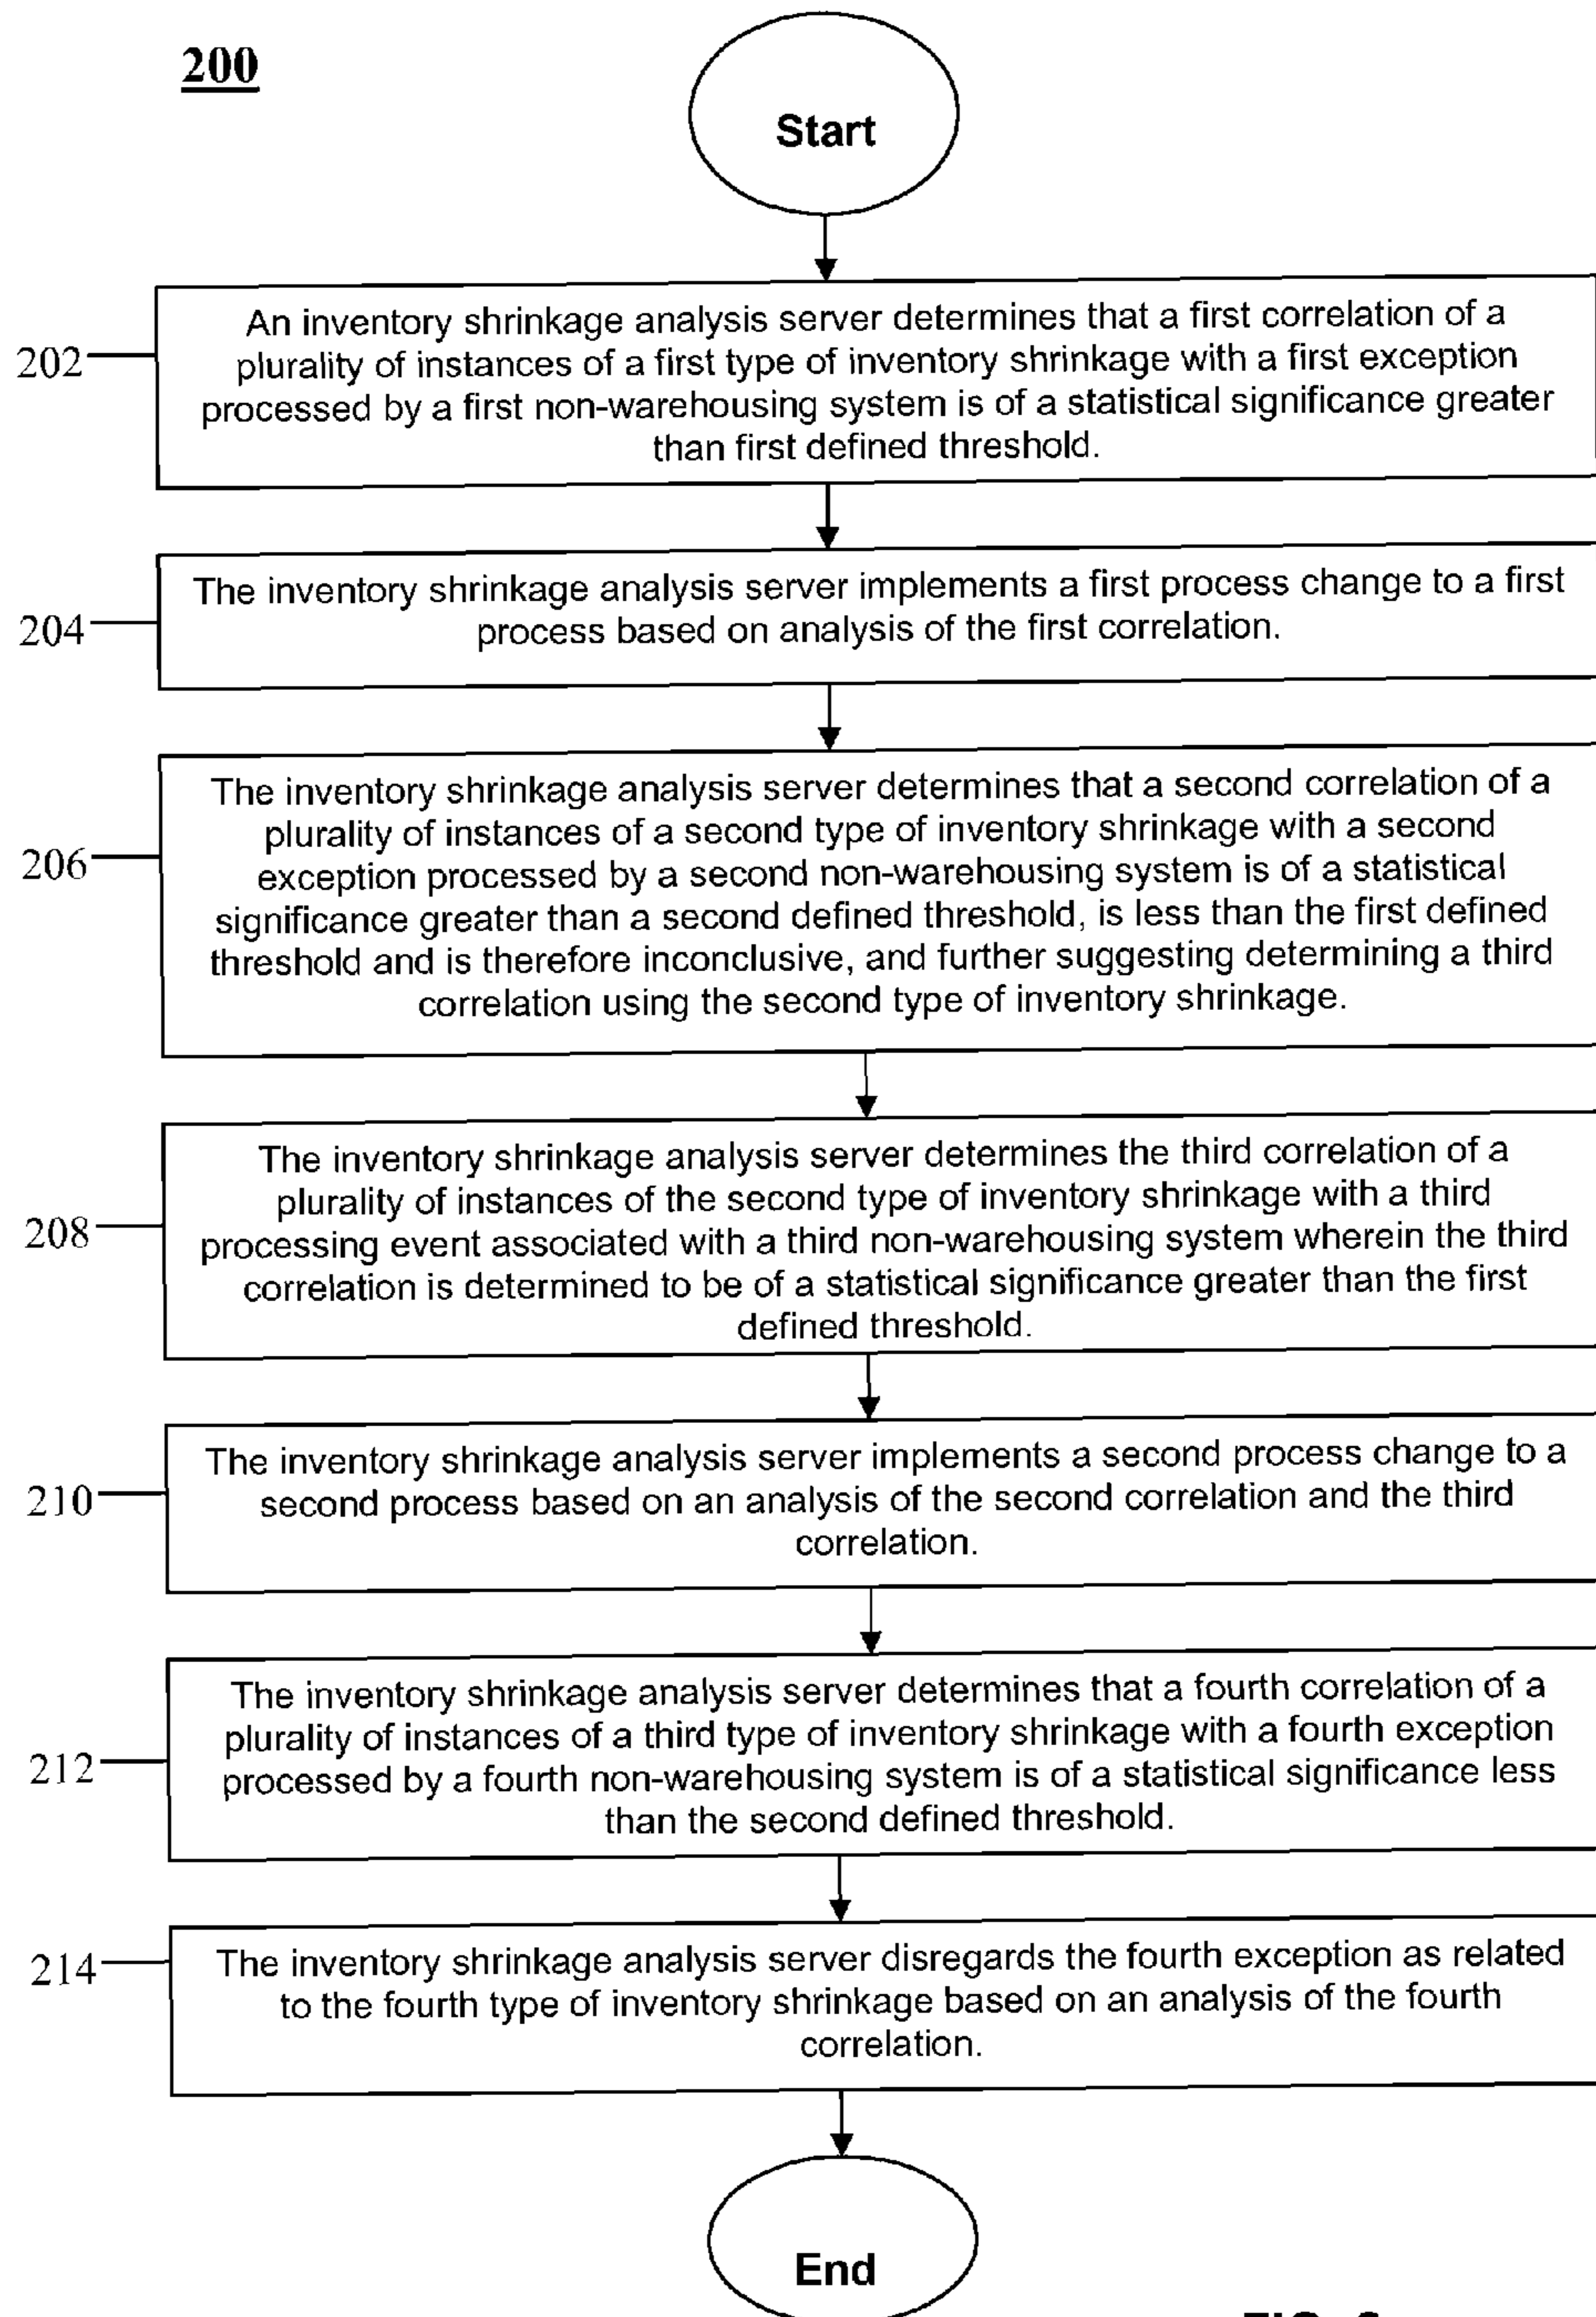 200
Start
202
An inventory shrinkage analysis server determines that a first correlation of a
plurality of instances of a first type of inventory shrinkage with a first exception
processed by a first non-warehousing system is of a statistical significance greater
than first defined threshold.
204
The inventory shrinkage analysis server implements a first process change to a first
process based on analysis of the first correlation.
206
The inventory shrinkage analysis server determines that a second correlation of a
plurality of instances of a second type of inventory shrinkage with a second
exception processed by a second non-warehousing system is of a statistical
significance greater than a second defined threshold, is less than the first defined
threshold and is therefore inconclusive, and further suggesting determining a third
correlation using the second type of inventory shrinkage.
208
The inventory shrinkage analysis server determines the third correlation of a
plurality of instances of the second type of inventory shrinkage with a third
processing event associated with a third non-warehousing system wherein the third
correlation is determined to be of a statistical significance greater than the first
defined threshold.
210
The inventory shrinkage analysis server implements a second process change to a
second process based on an analysis of the second correlation and the third
correlation.
212
The inventory shrinkage analysis server determines that a fourth correlation of a
plurality of instances of a third type of inventory shrinkage with a fourth exception
processed by a fourth non-warehousing system is of a statistical significance less
than the second defined threshold.
214
The inventory shrinkage analysis server disregards the fourth exception as related
to the fourth type of inventory shrinkage based on an analysis of the fourth
correlation.
End